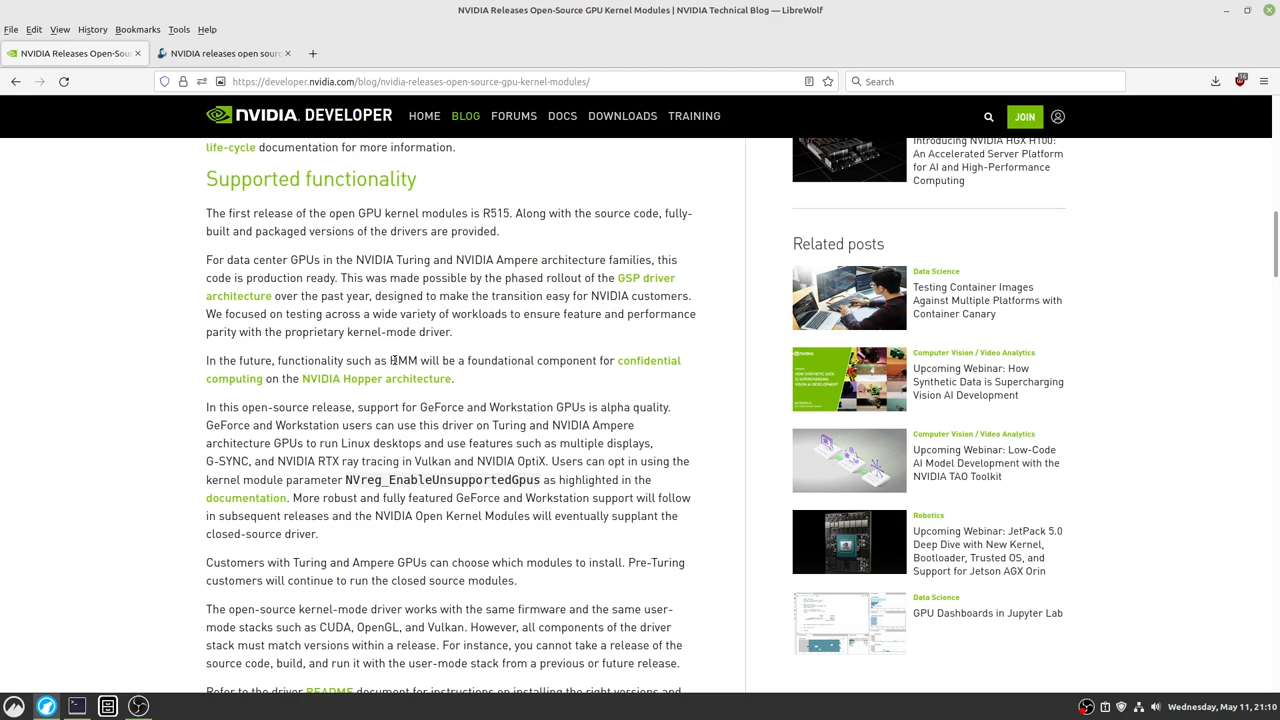 NVIDIA Releases Open-Source GPU Kernel Modules | NVIDIA Technical Blog — LibreWolf
File Edit View History Bookmarks Tools Help
NVIDIA Releases Open-Sour
NVIDIA releases open sourc
https://developer.nvidia.com/blog/nvidia-releases-open-source-gpu-kernel-modules/
Search
NVIDIA. DEVELOPER HOME BLOG FORUMS DOCS DOWNLOADS TRAINING JOIN
life-cycle documentation for more information.
Supported functionality
The first release of the open GPU kernel modules is R515. Along with the source code, fully-
built and packaged versions of the drivers are provided.
For data center GPUs in the NVIDIA Turing and NVIDIA Ampere architecture families, this
code is production ready. This was made possible by the phased rollout of the GSP driver
architecture over the past year, designed to make the transition easy for NVIDIA customers.
We focused on testing across a wide variety of workloads to ensure feature and performance
parity with the proprietary kernel-mode driver.
In the future, functionality such as HMM will be a foundational component for confidential
computing on the NVIDIA Hopper architecture.
In this open-source release, support for GeForce and Workstation GPUs is alpha quality.
GeForce and Workstation users can use this driver on Turing and NVIDIA Ampere
architecture GPUs to run Linux desktops and use features such as multiple displays,
G-SYNC, and NVIDIA RTX ray tracing in Vulkan and NVIDIA OptiX. Users can opt in using the
kernel module parameter NVreg_EnableUnsupportedGpus as highlighted in the
documentation. More robust and fully featured GeForce and Workstation support will follow
in subsequent releases and the NVIDIA Open Kernel Modules will eventually supplant the
closed-source driver.
Customers with Turing and Ampere GPUs can choose which modules to install. Pre-Turing
customers will continue to run the closed source modules.
The open-source kernel-mode driver works with the same firmware and the same user-
mode stacks such as CUDA, OpenGL, and Vulkan. However, all components of the driver
stack must match versions within a release. For instance, you cannot take a release of the
source code, build, and run it with the user-mode stack from a previous or future release.
Refer to the driver README document for instructions on installing the right versions and
Introducing NVIDIA HGX H100:
An Accelerated Server Platform
for AI and High-Performance
Computing
Related posts
Data Science
Testing Container Images
Against Multiple Platforms with
Container Canary
Computer Vision / Video Analytics
Upcoming Webinar: How
Synthetic Data is Supercharging
Vision AI Development
Computer Vision / Video Analytics
Upcoming Webinar: Low-Code
AI Model Development with the
NVIDIA TAO Toolkit
Robotics
Upcoming Webinar: JetPack 5.0
Deep Dive with New Kernel,
Bootloader, Trusted OS, and
Support for Jetson AGX Orin
Data Science
GPU Dashboards in Jupyter Lab
Wednesday, May 11, 21:10